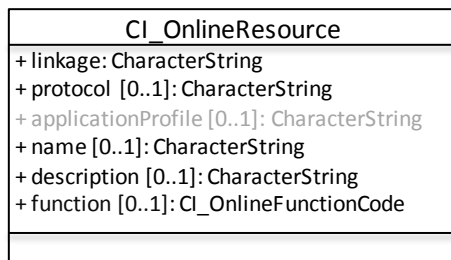 CI_OnlineResource
+ linkage: CharacterString
+ protocol [0..1]: CharacterString
+ applicationProfile [0..1]: CharacterString
+ name [0..1]: CharacterString
+ description [0..1]: CharacterString
+ function [0..1]: CI_OnlineFunctionCode